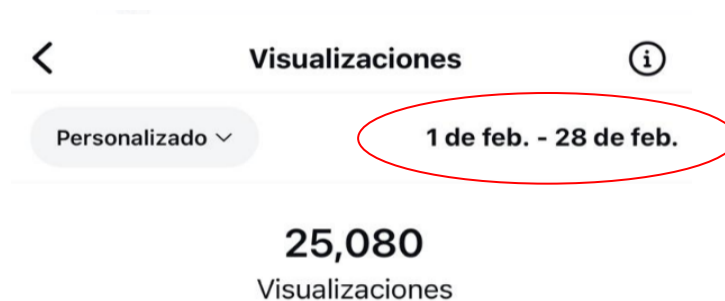 Visualizaciones
Personalizado
1 de feb. - 28 de feb.
25,080
Visualizaciones